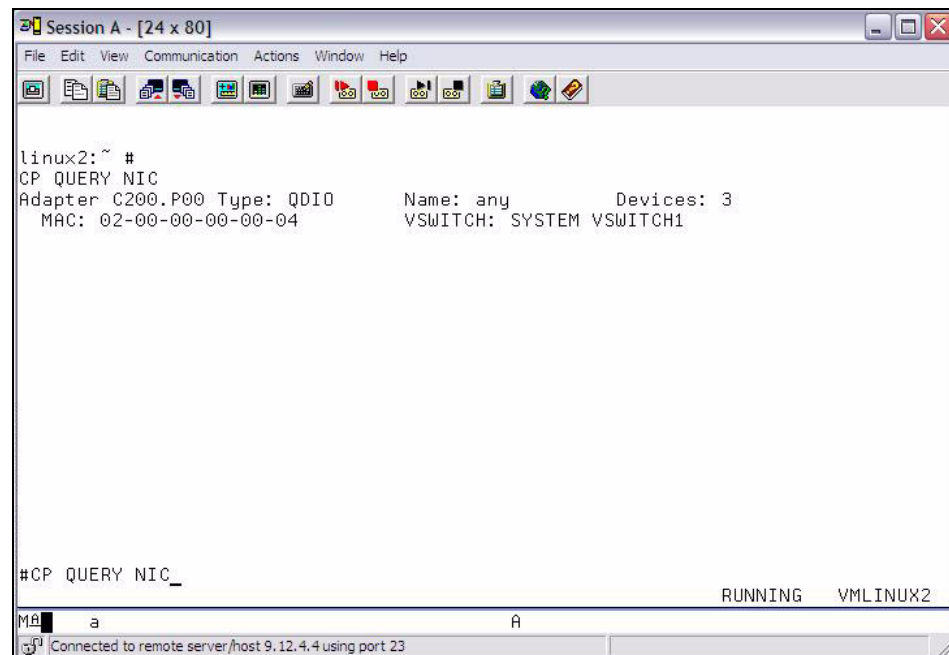 Session A - [24 x 80]
File Edit View Communication Actions Window Help
linux2:~ #
CP QUERY NIC
Adapter C200.P00 Type: QDIO Name: any Devices: 3
MAC: 02-00-00-00-00-04 VSWITCH: SYSTEM VSWITCH1
#CP QUERY NIC_
RUNNING VMLINUX2
MA a A
Connected to remote server/host 9.12.4.4 using port 23